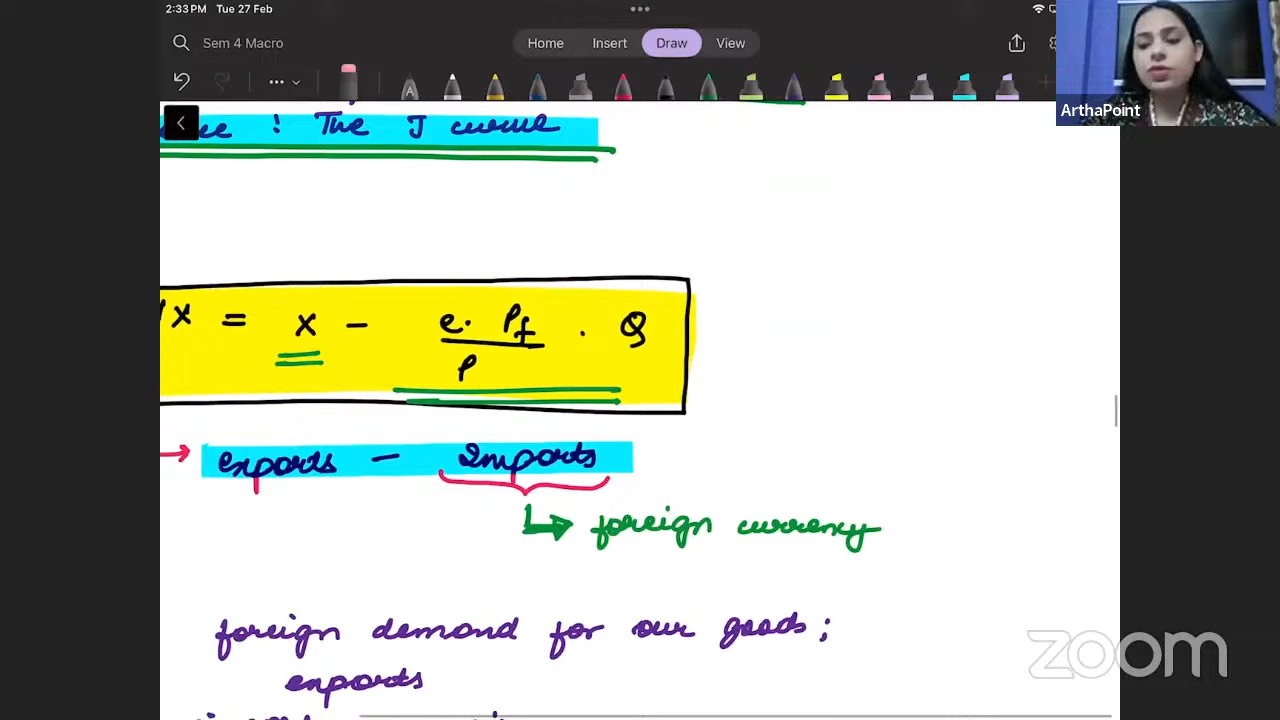 2:33 PM Tue 27 Feb
Sem 4 Macro
Home Insert Draw View
A
ArthaPoint
! The J curve
X = X - e. Pf / P . Q
→ exports - Imports
↳ foreign currency
foreign demand for our goods;
exports
zoom